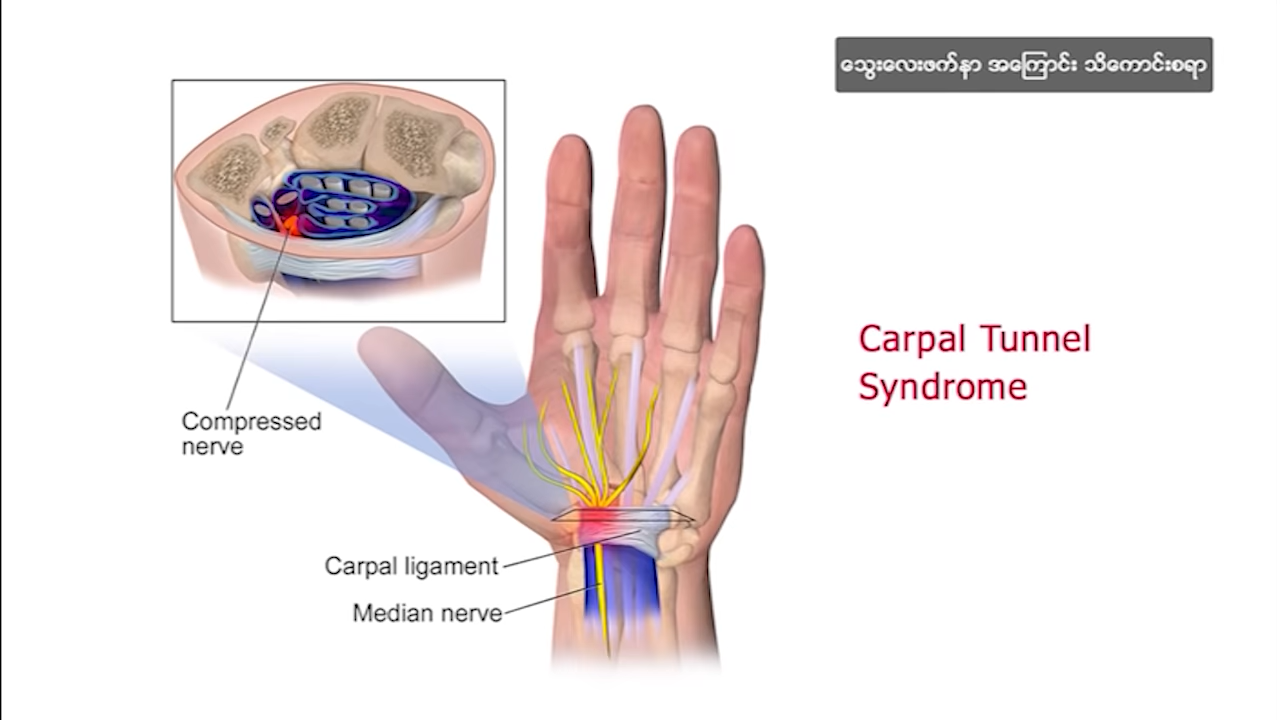 သွေးလေးဖက်နာ အကြောင်း သိကောင်းစရာ
Carpal Tunnel
Syndrome
Compressed
nerve
Carpal ligament
Median nerve